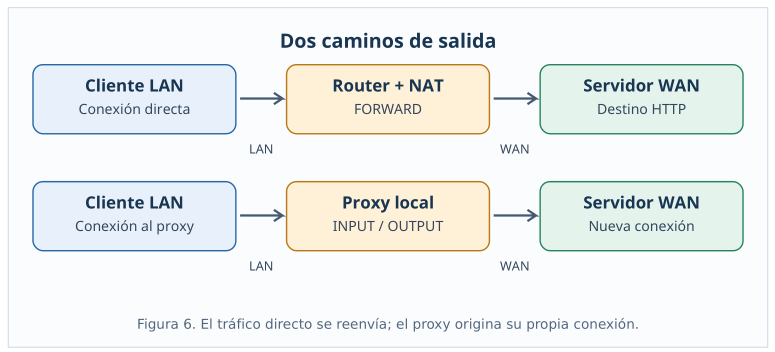 Dos caminos de salida
Cliente LAN
Conexión directa
Router + NAT
FORWARD
Servidor WAN
Destino HTTP
LAN
WAN
Cliente LAN
Conexión al proxy
Proxy local
INPUT / OUTPUT
Servidor WAN
Nueva conexión
LAN
WAN
Figura 6. El tráfico directo se reenvía; el proxy origina su propia conexión.